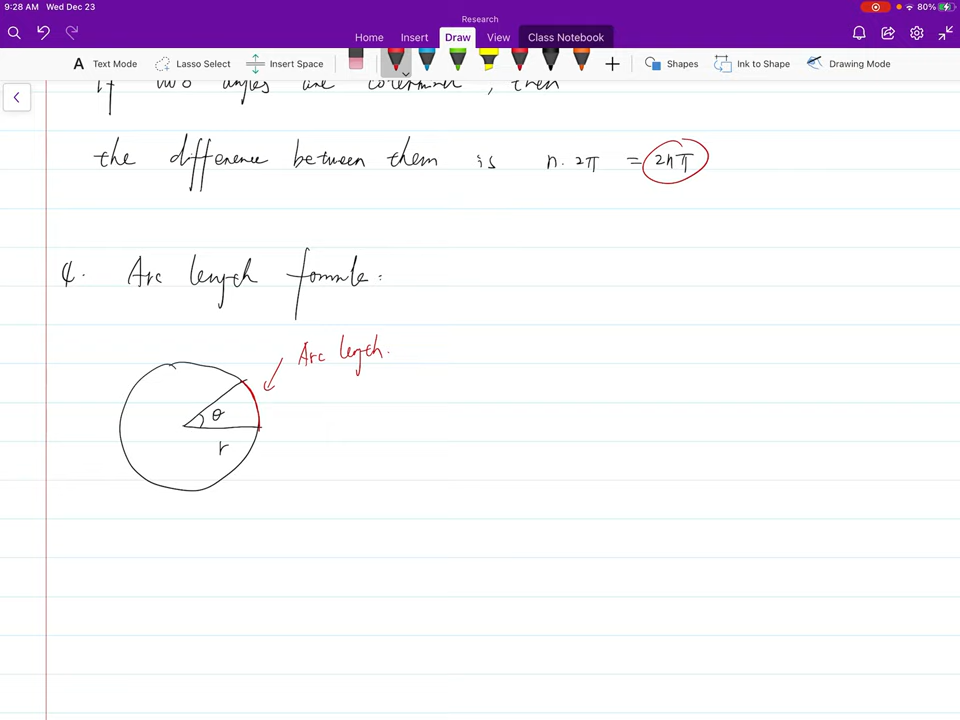 9:28 AM Wed Dec 23
80%
Research
Home Insert Draw View Class Notebook
Text Mode Lasso Select Insert Space Shapes Ink to Shape Drawing Mode
If two angles are cotermin, then
the difference between them is n. 2π = 2nπ
4. Arc length formula:
Arc length.
θ
r